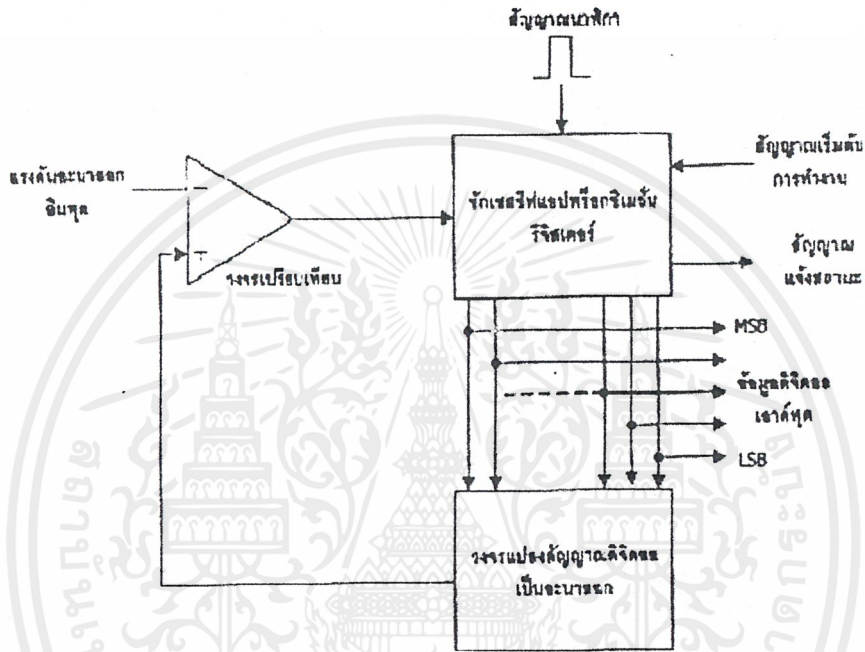 สัญญาณนาฬิกา
แรงดันอะนาลอก
อินพุต
วงจรเปรียบเทียบ
ซักเซสซีฟแอปพร็อกซิเมชั่น
รีจิสเตอร์
สัญญาณเริ่มต้น
การทำงาน
สัญญาณ
แจ้งสถานะ
MSB
ข้อมูลดิจิตอล
เอาต์พุต
LSB
วงจรแปลงสัญญาณดิจิตอล
เป็นอะนาลอก